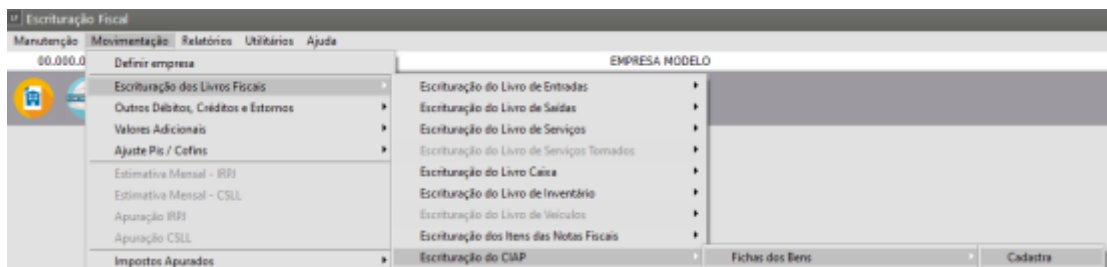 Escrituração Fiscal
Manutenção Movimentação Relatórios Utilitários Ajuda
00.000.0 EMPRESA MODELO
Definir empresa
Escrituração dos Livros Fiscais
Outros Débitos, Créditos e Estornos
Valores Adicionais
Ajuste Pis / Cofins
Estimativa Mensal - IRPJ
Estimativa Mensal - CSLL
Apuração IRPJ
Apuração CSLL
Impostos Apurados
Escrituração do Livro de Entradas
Escrituração do Livro de Saídas
Escrituração do Livro de Serviços
Escrituração do Livro de Serviços Tomados
Escrituração do Livro Caixa
Escrituração do Livro de Inventário
Escrituração do Livro de Veículos
Escrituração dos Itens das Notas Fiscais
Escrituração do CIAP
Fichas dos Bens
Cadastra